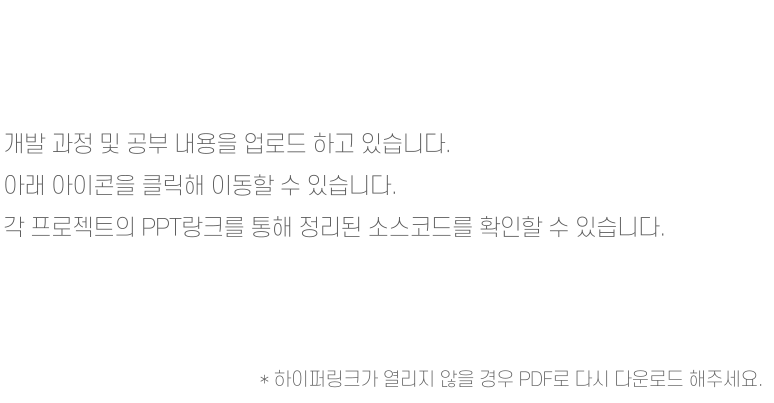 개발 과정 및 공부 내용을 업로드 하고 있습니다.
아래 아이콘을 클릭해 이동할 수 있습니다.
각 프로젝트의 PPT랑크를 통해 정리된 소스코드를 확인할 수 있습니다.
* 하이퍼링크가 열리지 않을 경우 PDF로 다시 다운로드 해주세요.